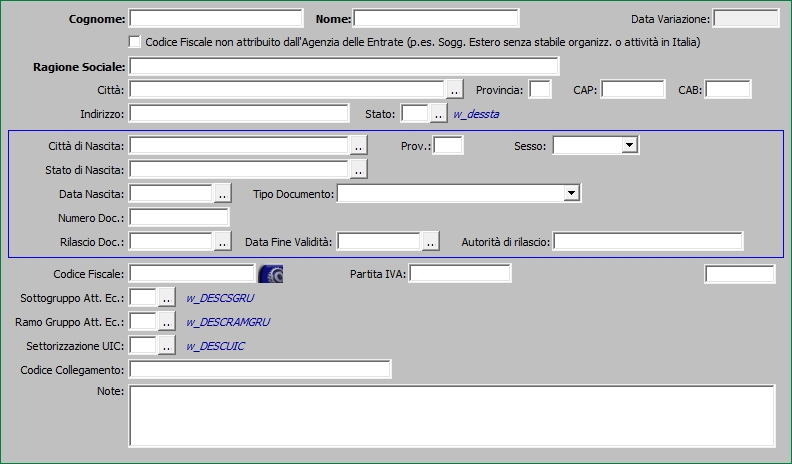 Cognome: Nome: Data Variazione:
Codice Fiscale non attribuito dall'Agenzia delle Entrate (p.es. Sogg. Estero senza stabile organizz. o attività in Italia)
Ragione Sociale:
Città: .. Provincia: CAP: CAB:
Indirizzo: Stato: .. w_dessta
Città di Nascita: .. Prov.: Sesso:
Stato di Nascita: ..
Data Nascita: .. Tipo Documento:
Numero Doc.:
Rilascio Doc.: .. Data Fine Validità: .. Autorità di rilascio:
Codice Fiscale: Partita IVA:
Sottogruppo Att. Ec.: .. w_DESCSGRU
Ramo Gruppo Att. Ec.: .. w_DESCRAMGRU
Settorizzazione UIC: .. w_DESCUIC
Codice Collegamento:
Note: